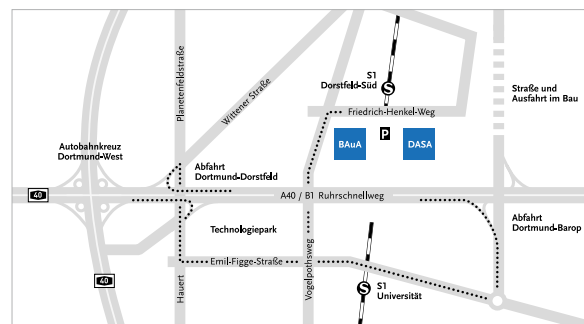 S1
Dorstfeld-Süd
S
Planetenfeldstraße
Wittener Straße
Straße und
Ausfahrt im Bau
Friedrich-Henkel-Weg
P
BAuA
DASA
Autobahnkreuz
Dortmund-West
Abfahrt
Dortmund-Dorstfeld
40
A40 / B1 Ruhrschnellweg
Technologiepark
Vogelpothsweg
Abfahrt
Dortmund-Barop
Emil-Figge-Straße
40
Hauert
S
S1
Universität